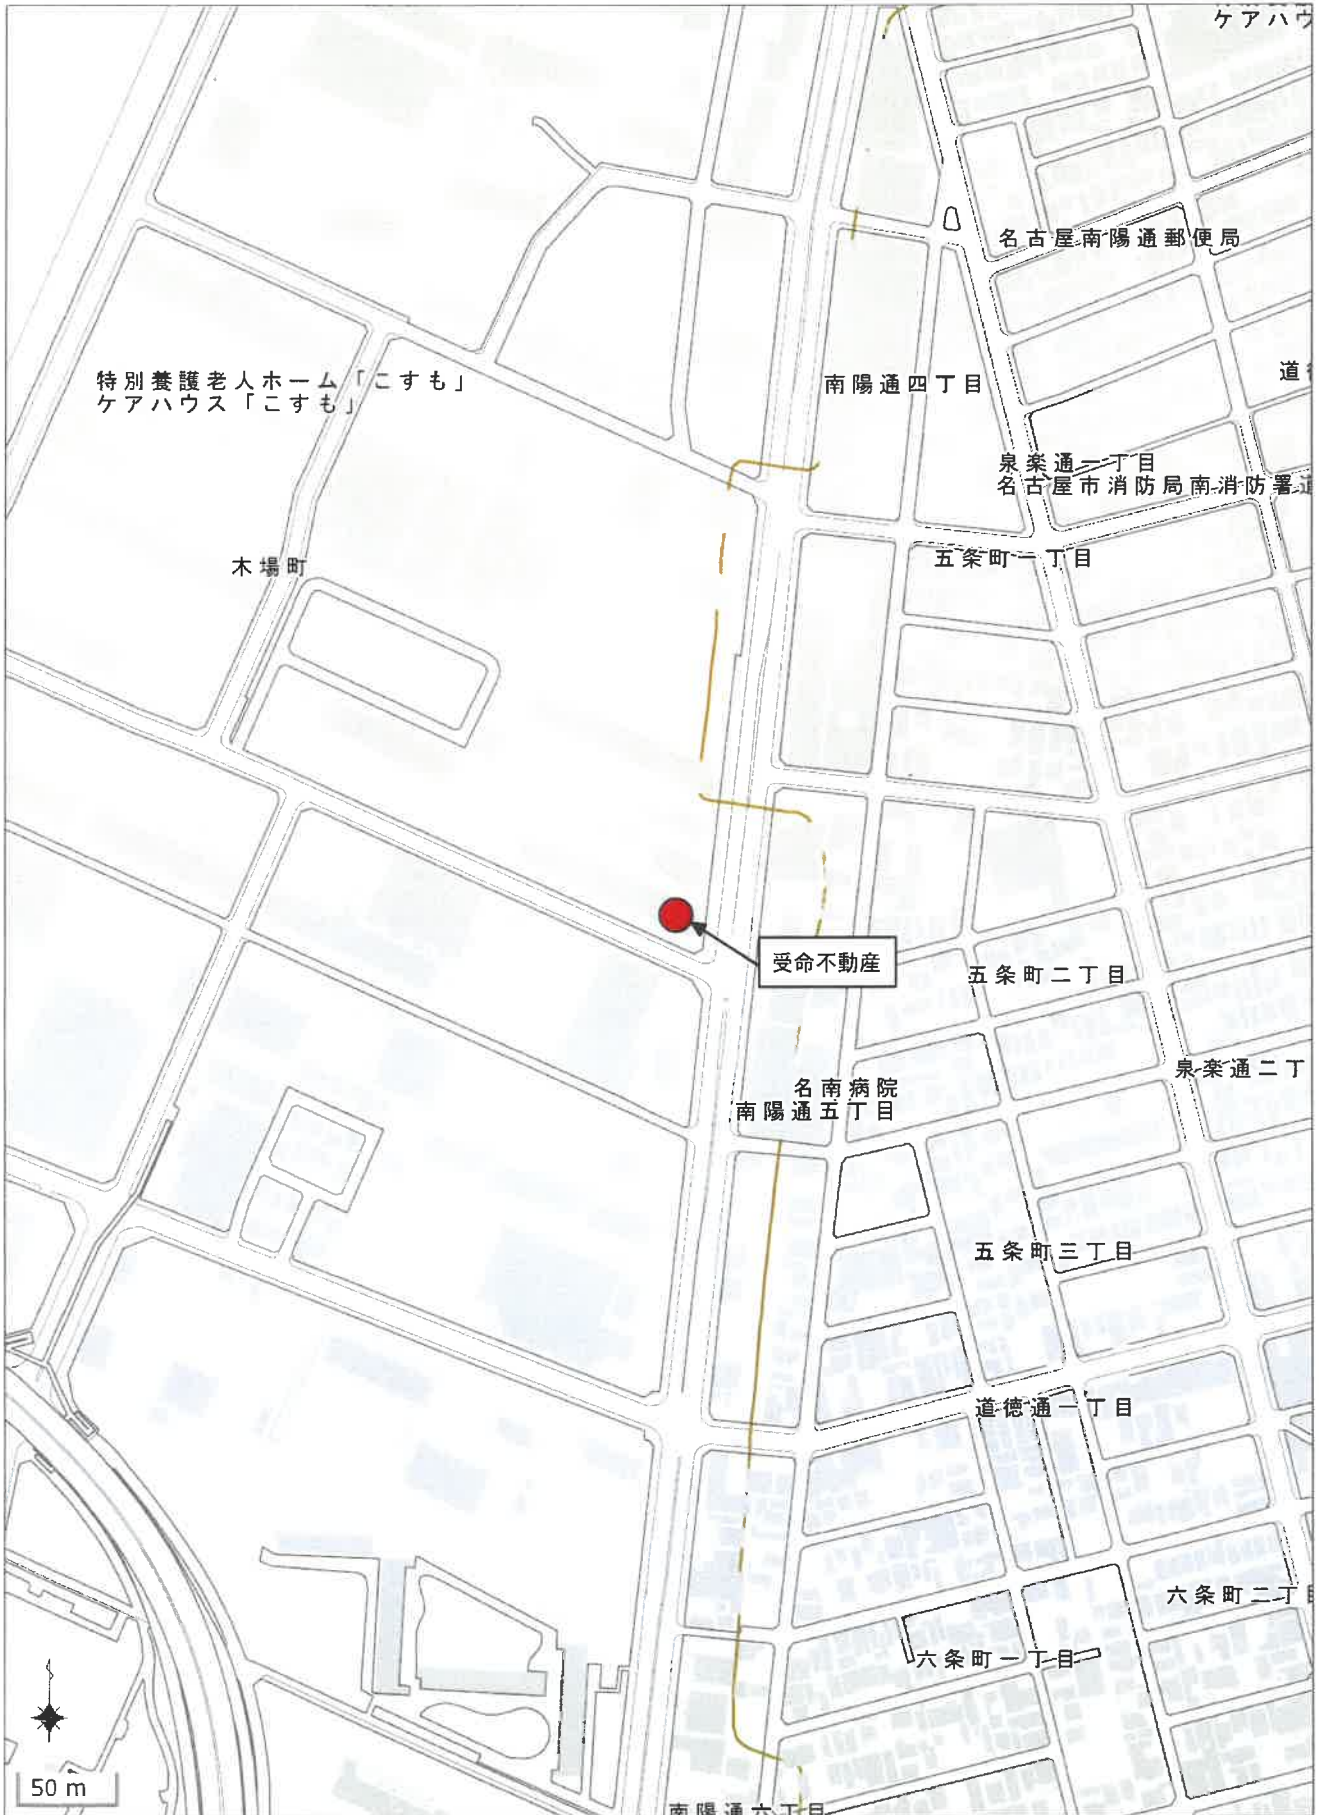 ケアハウ
名古屋南陽通郵便局
特別養護老人ホーム「こすも」
ケアハウス「こすも」
南陽通四丁目
道
泉楽通一丁目
名古屋市消防局南消防署道
五条町一丁目
木場町
受命不動産
五条町二丁目
泉楽通二丁
名南病院
南陽通五丁目
五条町三丁目
道徳通一丁目
六条町二丁目
六条町一丁目
50 m
南陽通六丁目